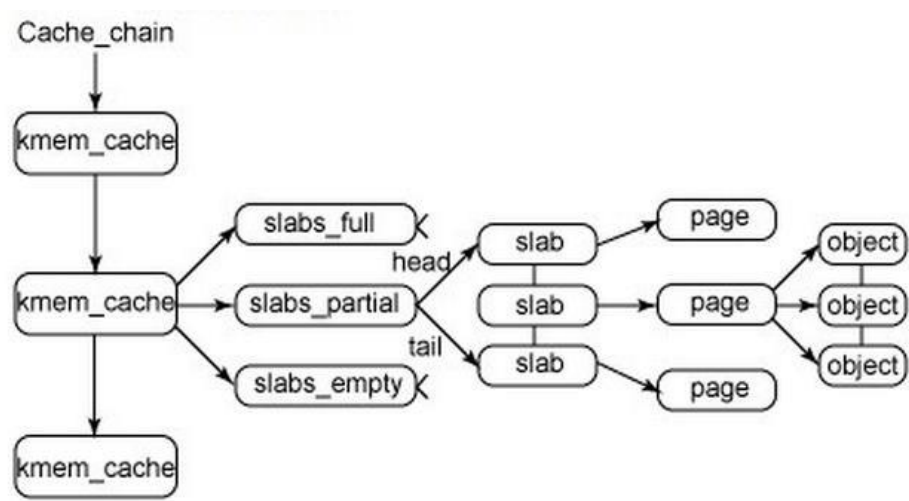 Cache_chain
kmem_cache
slabs_full
head
slab
page
object
kmem_cache
slabs_partial
slab
page
object
tail
slabs_empty
slab
page
object
kmem_cache